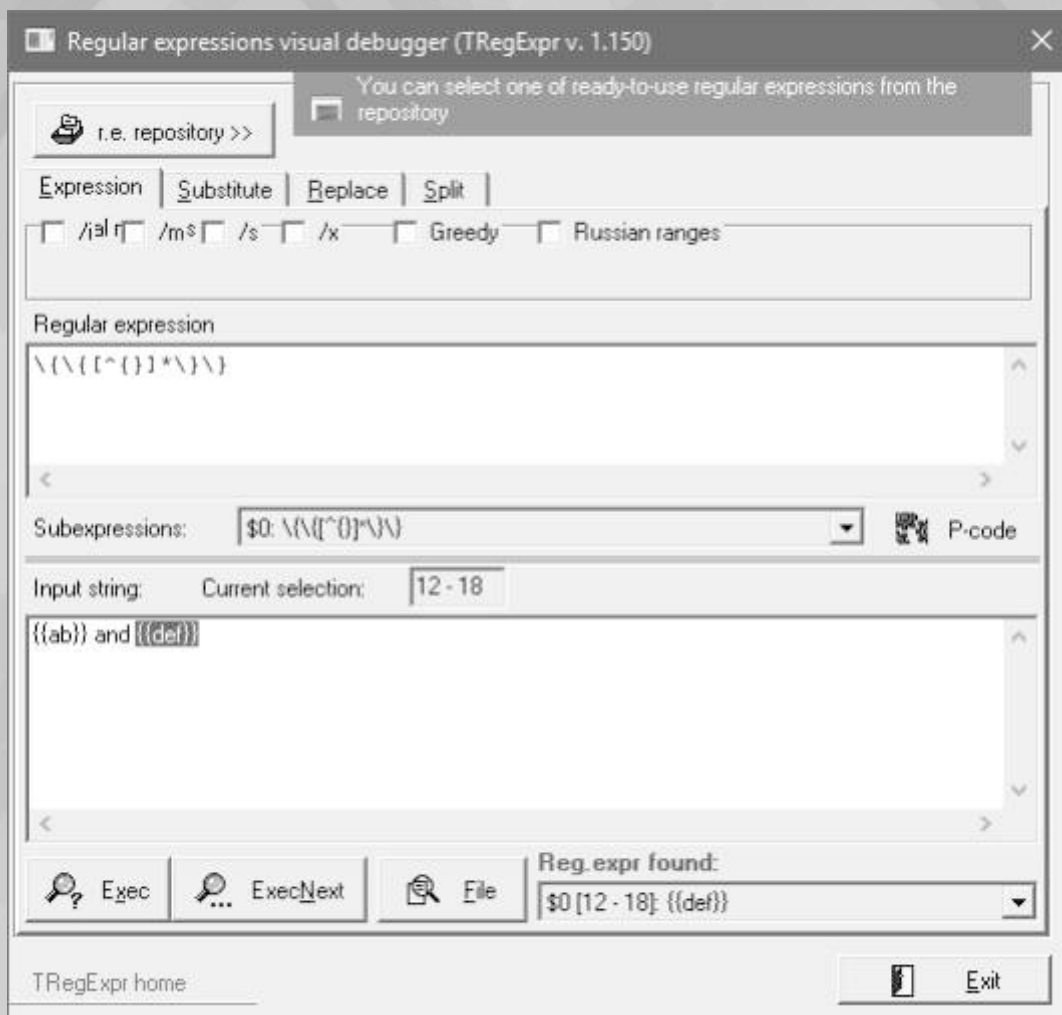 Regular expressions visual debugger (TRegExpr v. 1.150)
You can select one of ready-to-use regular expressions from the
repository
r.e. repository >>
Expression Substitute Replace Split
/i /m /s /x Greedy Russian ranges
Regular expression
\{\{[^{}]*\}\}
Subexpressions: $0: \{\{[^{}]*\}\} P-code
Input string: Current selection: 12 - 18
{{ab}} and {{def}}
Exec ExecNext File
Reg.expr found:
$0 [12 - 18]: {{def}}
TRegExpr home
Exit